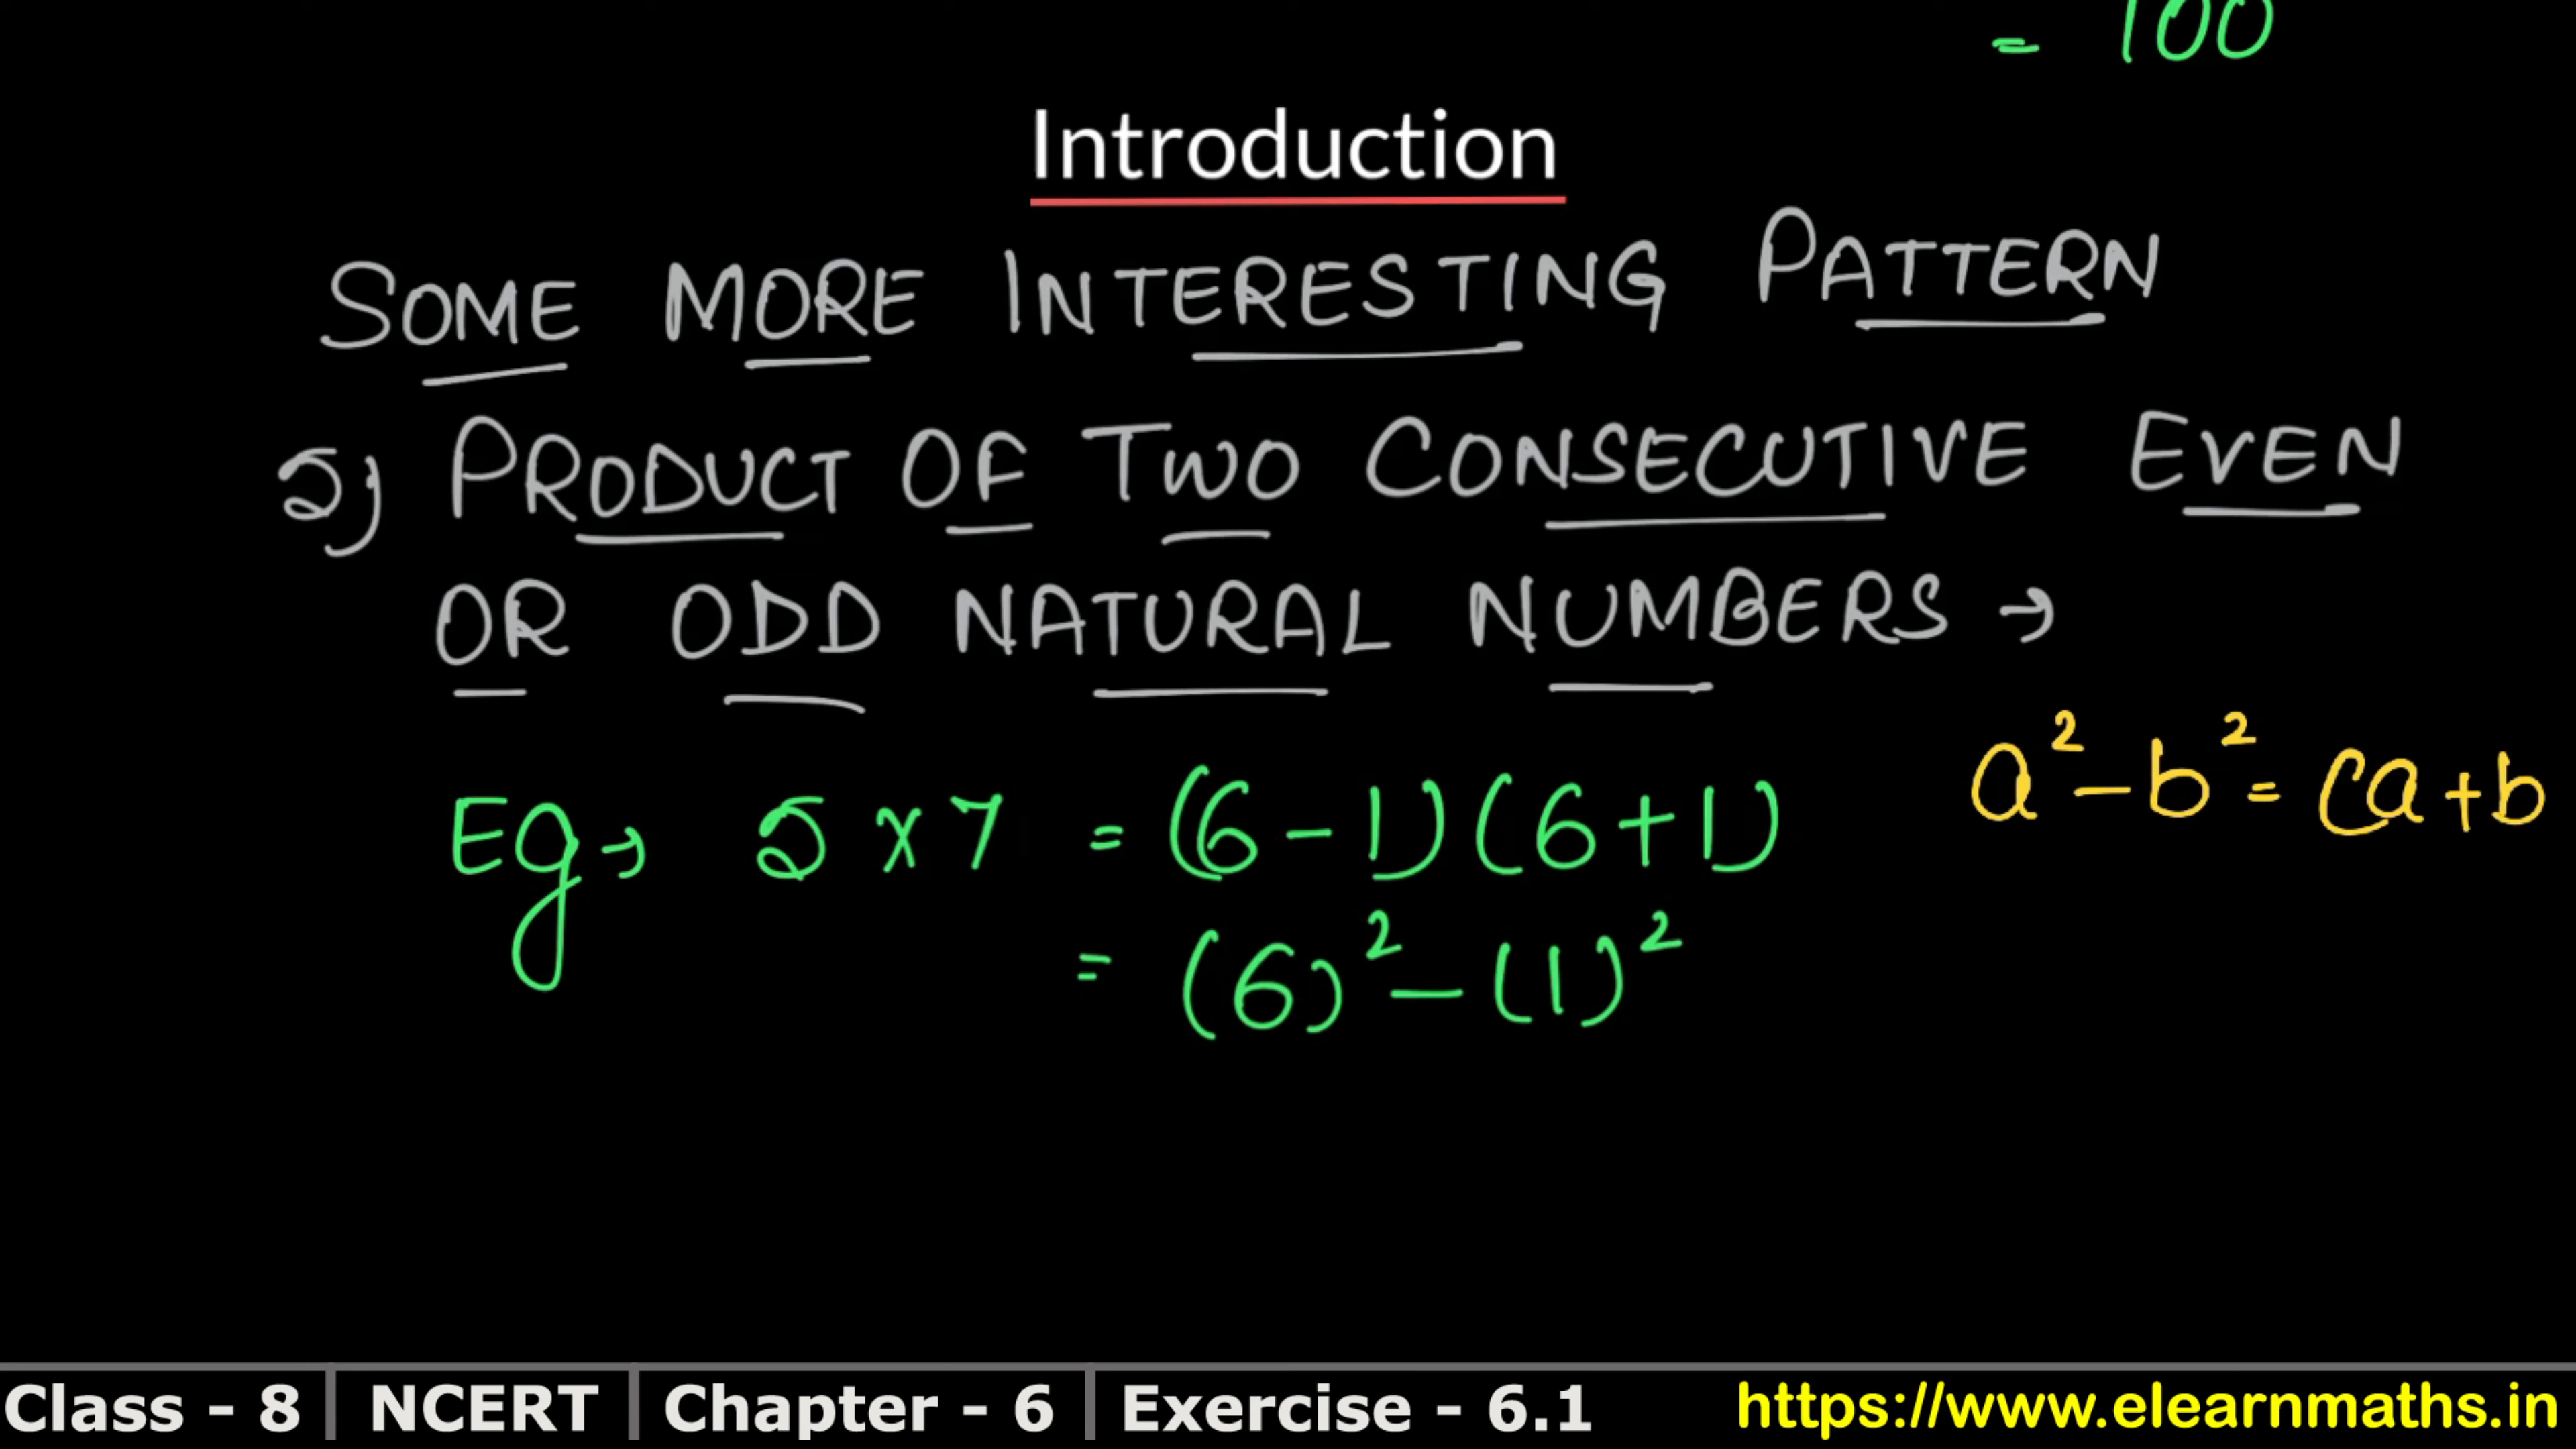 = 100
Introduction
SOME MORE INTERESTING PATTERN
5) PRODUCT OF TWO CONSECUTIVE EVEN
OR ODD NATURAL NUMBERS →
a² - b² = (a + b
Eg → 5 × 7 = (6 - 1) (6 + 1)
= (6)² - (1)²
Class - 8 | NCERT | Chapter - 6 | Exercise - 6.1 https://www.elearnmaths.in